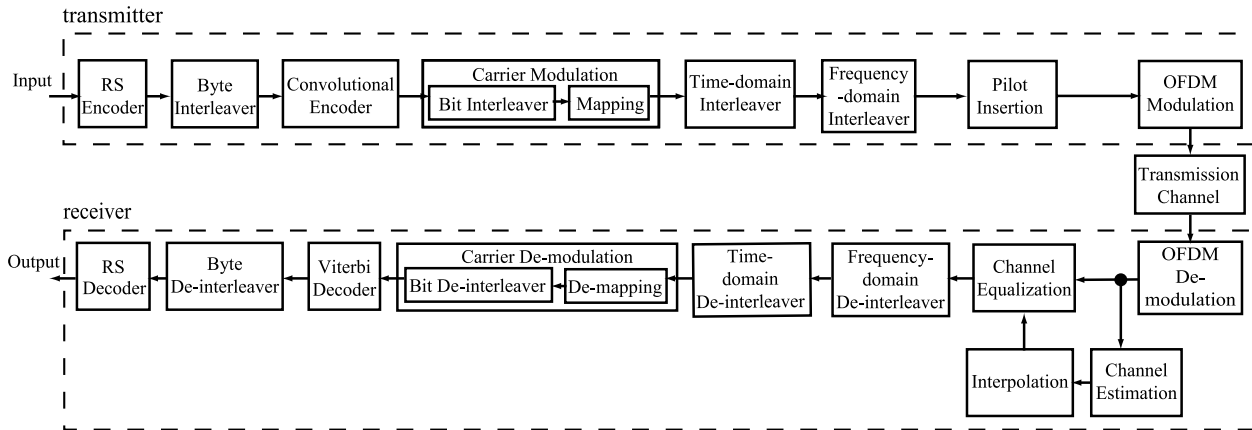 transmitter
Input
RS
Encoder
Byte
Interleaver
Convolutional
Encoder
Carrier Modulation
Bit Interleaver
Mapping
Time-domain
Interleaver
Frequency
-domain
Interleaver
Pilot
Insertion
OFDM
Modulation
Transmission
Channel
receiver
Output
RS
Decoder
Byte
De-interleaver
Viterbi
Decoder
Carrier De-modulation
Bit De-interleaver
De-mapping
Time-
domain
De-interleaver
Frequency-
domain
De-interleaver
Channel
Equalization
OFDM
De-
modulation
Interpolation
Channel
Estimation